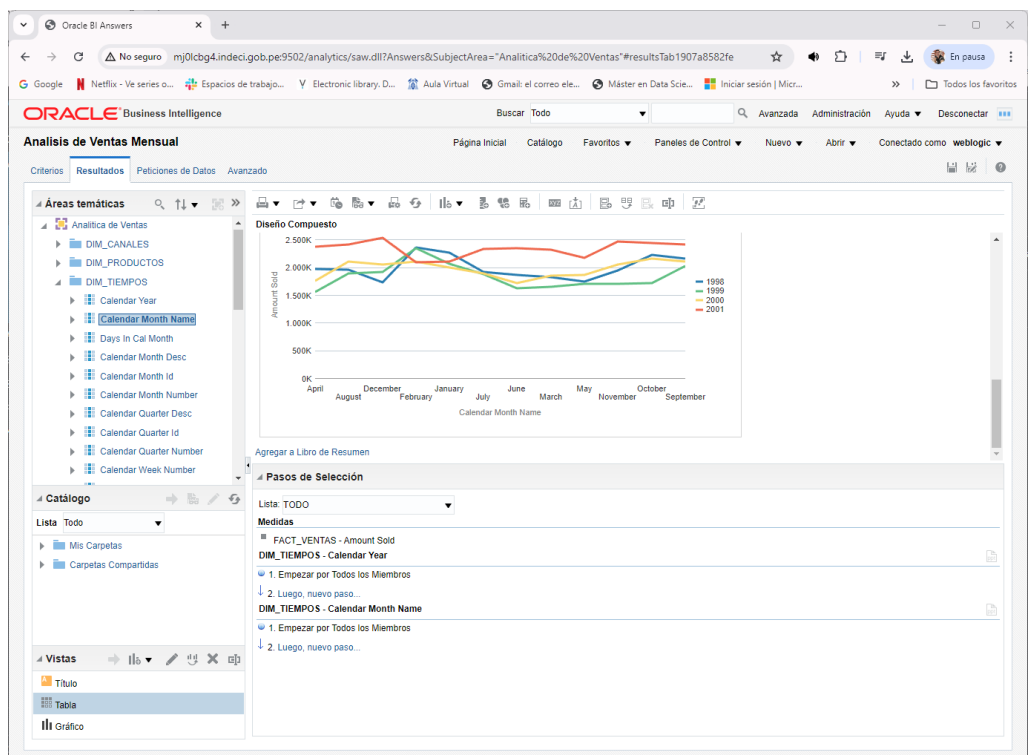 Oracle BI Answers
No seguro mj0lcbg4.indeci.gob.pe:9502/analytics/saw.dll?Answers&SubjectArea="Analitica%20de%20Ventas"#resultsTab1907a8582fe En pausa
Google Netflix - Ve series o... Espacios de trabajo... Electronic library. D... Aula Virtual Gmail: el correo ele... Máster en Data Scie... Iniciar sesión | Micr... » Todos los favoritos
ORACLE Business Intelligence Buscar Todo Avanzada Administración Ayuda Desconectar
Analisis de Ventas Mensual Página Inicial Catálogo Favoritos Paneles de Control Nuevo Abrir Conectado como weblogic
Criterios Resultados Peticiones de Datos Avanzado
Áreas temáticas »
Analitica de Ventas
DIM_CANALES
DIM_PRODUCTOS
DIM_TIEMPOS
Calendar Year
Calendar Month Name
Days In Cal Month
Calendar Month Desc
Calendar Month Id
Calendar Month Number
Calendar Quarter Desc
Calendar Quarter Id
Calendar Quarter Number
Calendar Week Number
Catálogo
Lista Todo
Mis Carpetas
Carpetas Compartidas
Vistas
Título
Tabla
Gráfico
Diseño Compuesto
Amount Sold
2.500K
2.000K
1.500K
1.000K
500K
0K
April August December February January July June March May November October September
Calendar Month Name
1998
1999
2000
2001
Agregar a Libro de Resumen
Pasos de Selección
Lista: TODO
Medidas
FACT_VENTAS - Amount Sold
DIM_TIEMPOS - Calendar Year
1. Empezar por Todos los Miembros
2. Luego, nuevo paso...
DIM_TIEMPOS - Calendar Month Name
1. Empezar por Todos los Miembros
2. Luego, nuevo paso...